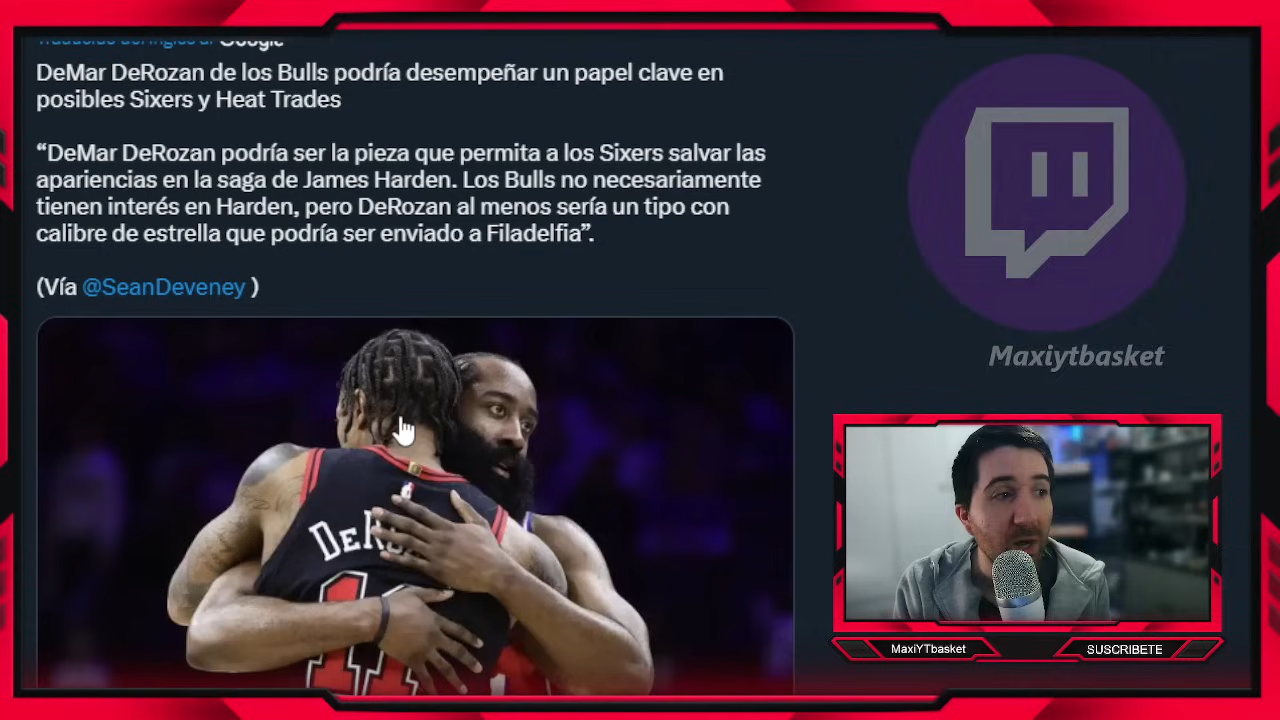 Google
DeMar DeRozan de los Bulls podría desempeñar un papel clave en
posibles Sixers y Heat Trades
“DeMar DeRozan podría ser la pieza que permita a los Sixers salvar las
apariencias en la saga de James Harden. Los Bulls no necesariamente
tienen interés en Harden, pero DeRozan al menos sería un tipo con
calibre de estrella que podría ser enviado a Filadelfia”.
(Vía @SeanDeveney )
Maxiytbasket
MaxiYTbasket
SUSCRIBETE